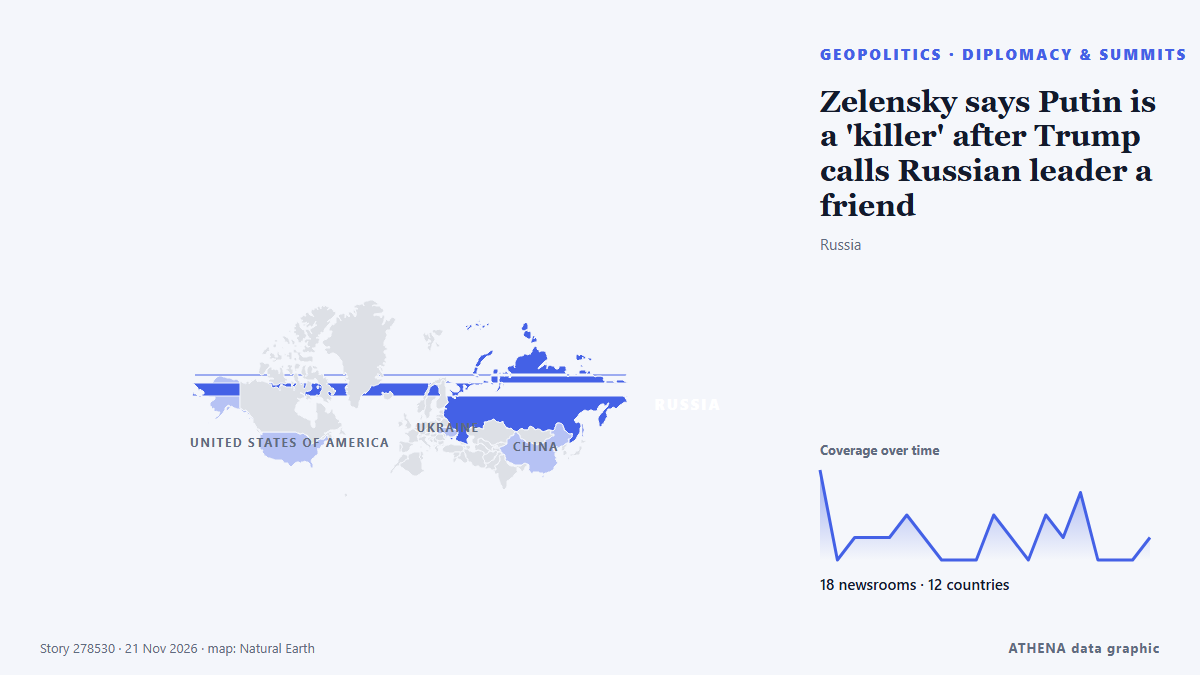 GEOPOLITICS · DIPLOMACY & SUMMITS
Zelensky says Putin is
a 'killer' after Trump
calls Russian leader a
friend
Russia
RUSSIA
UKRAINE
UNITED STATES OF AMERICA
CHINA
Coverage over time
18 newsrooms · 12 countries
Story 278530 · 21 Nov 2026 · map: Natural Earth
ATHENA data graphic